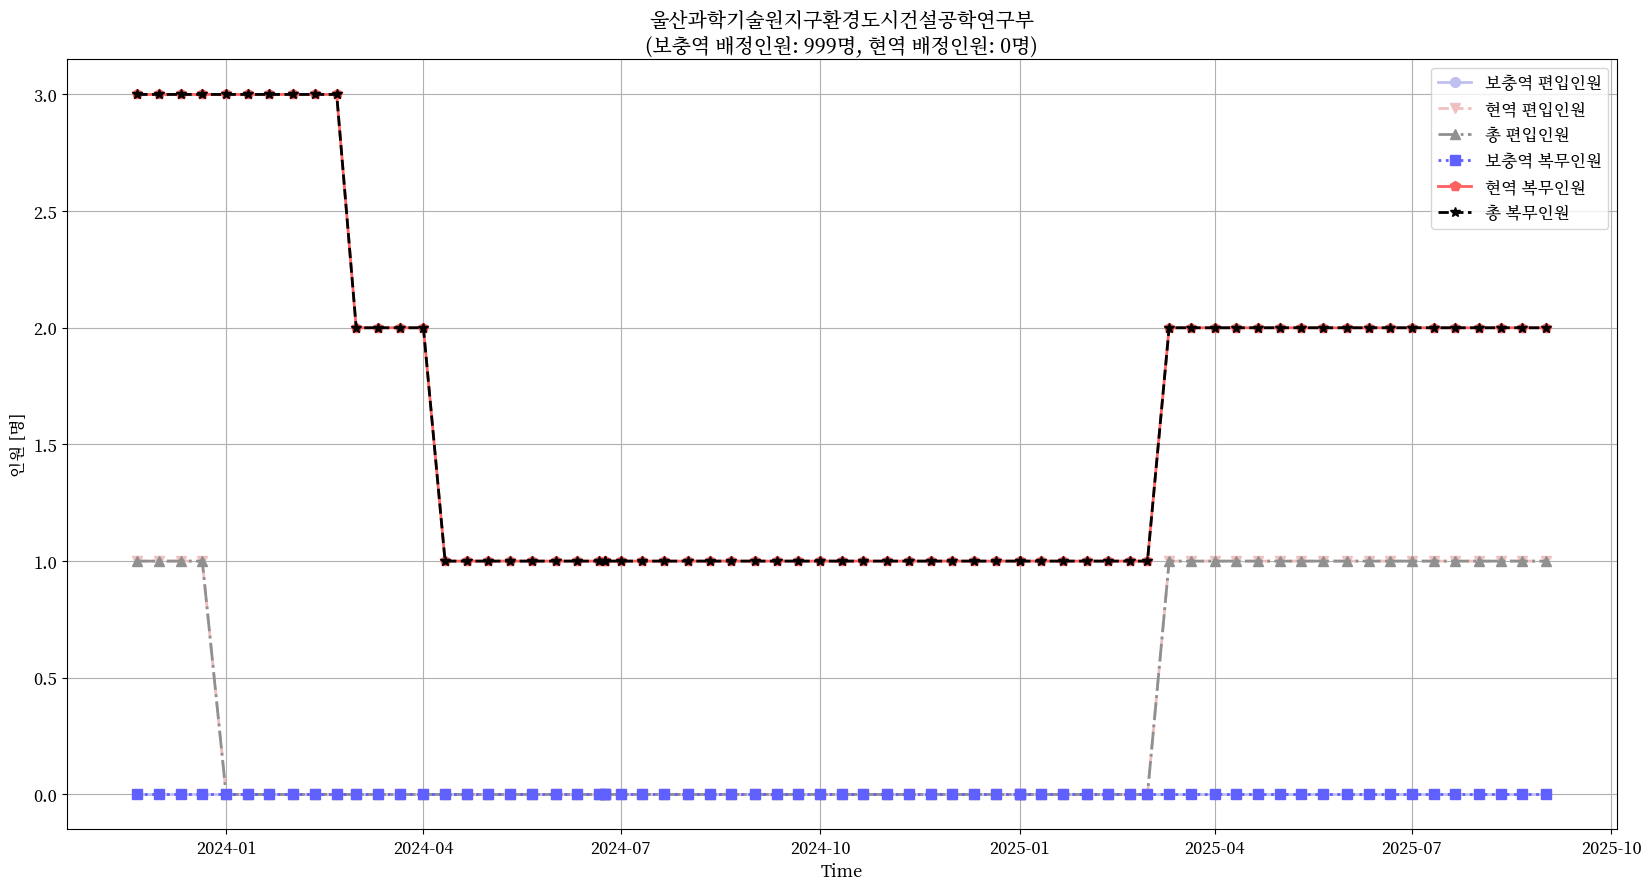 울산과학기술원지구환경도시건설공학연구부
(보충역 배정인원: 999명, 현역 배정인원: 0명)
보충역 편입인원
현역 편입인원
총 편입인원
보충역 복무인원
현역 복무인원
총 복무인원
인원 [명]
3.0
2.5
2.0
1.5
1.0
0.5
0.0
2024-01
2024-04
2024-07
2024-10
2025-01
2025-04
2025-07
2025-10
Time